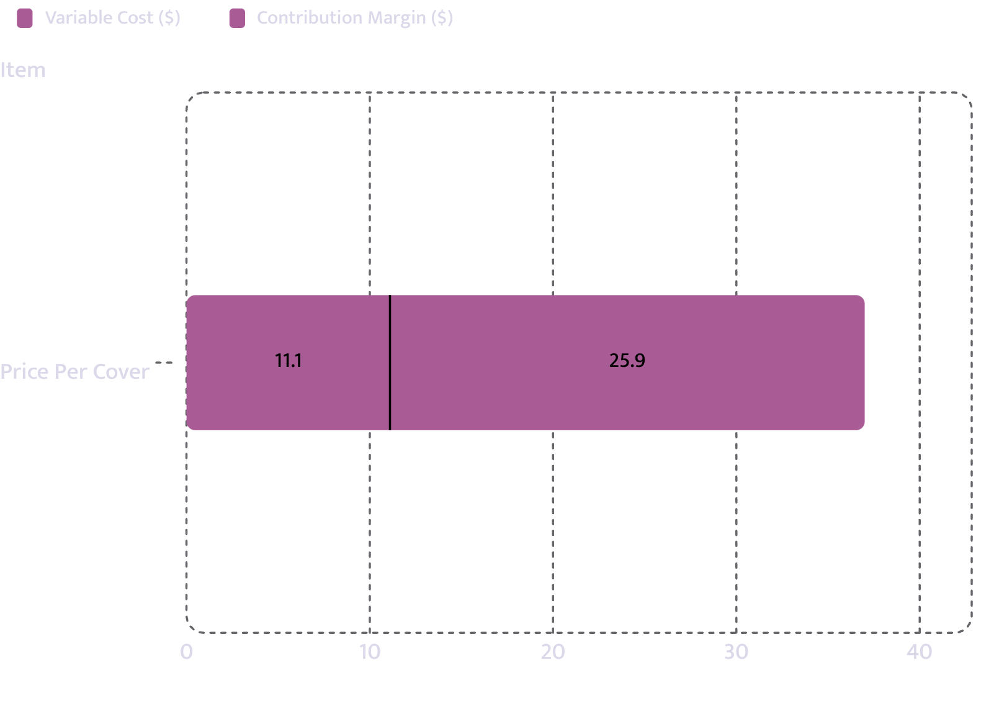 Variable Cost ($) Contribution Margin ($)
Item
11.1 25.9
Price Per Cover
0 10 20 30 40